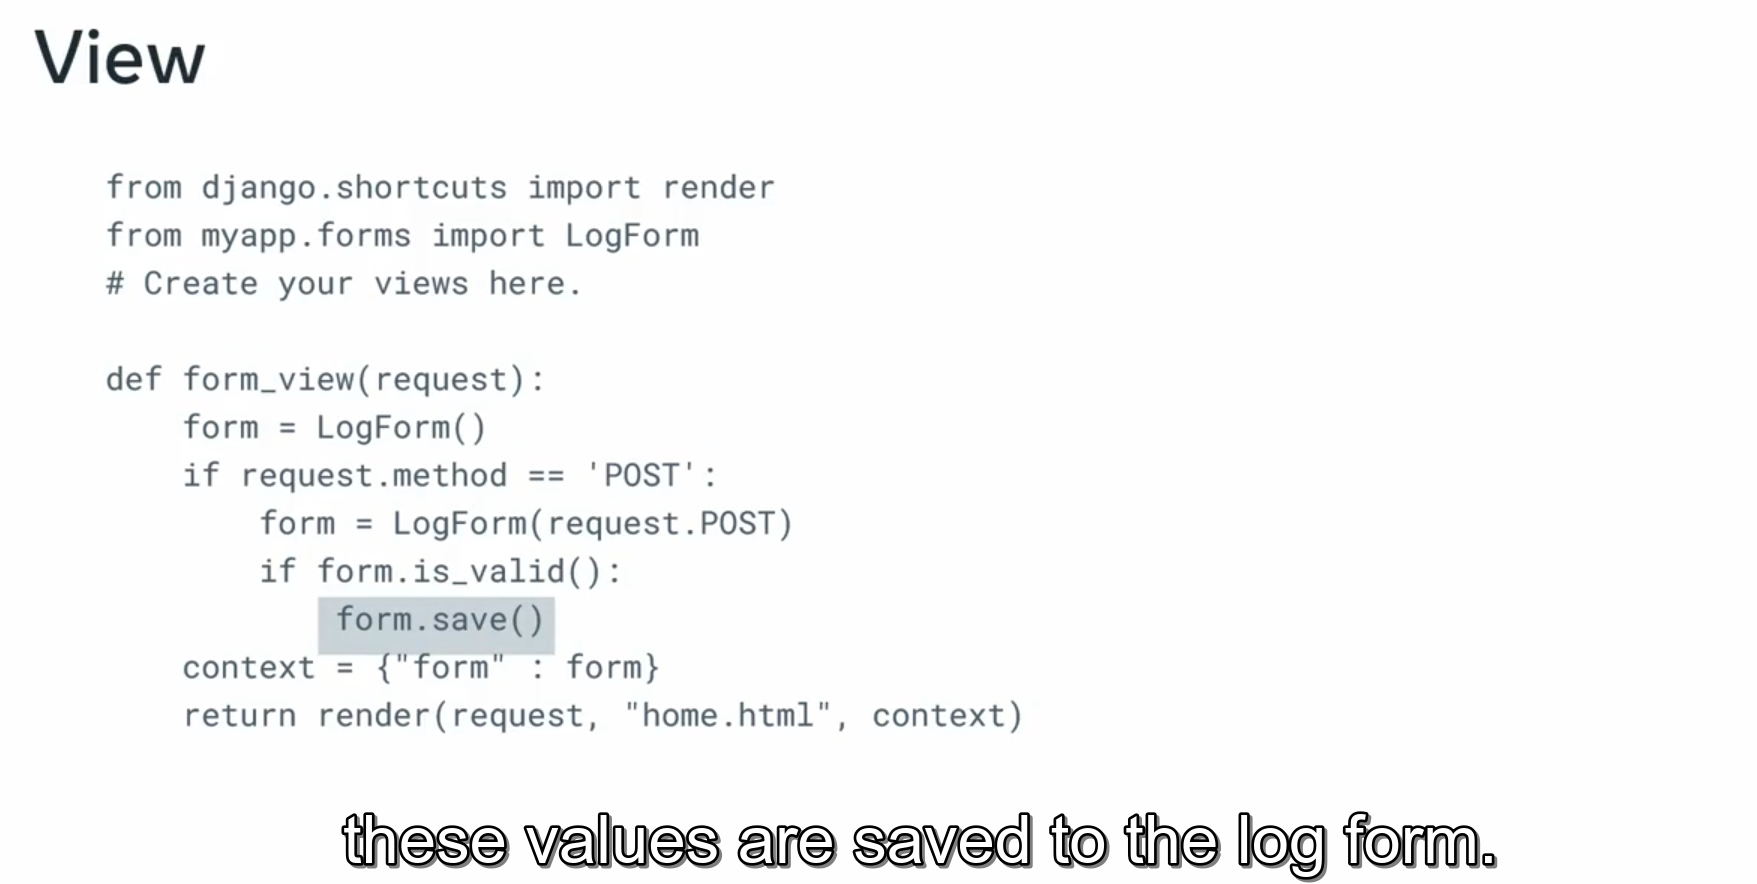 View
from django.shortcuts import render
from myapp.forms import LogForm
# Create your views here.
def form_view(request):
    form = LogForm()
    if request.method == 'POST':
        form = LogForm(request.POST)
        if form.is_valid():
            form.save()
    context = {"form" : form}
    return render(request, "home.html", context)
these values are saved to the log form.